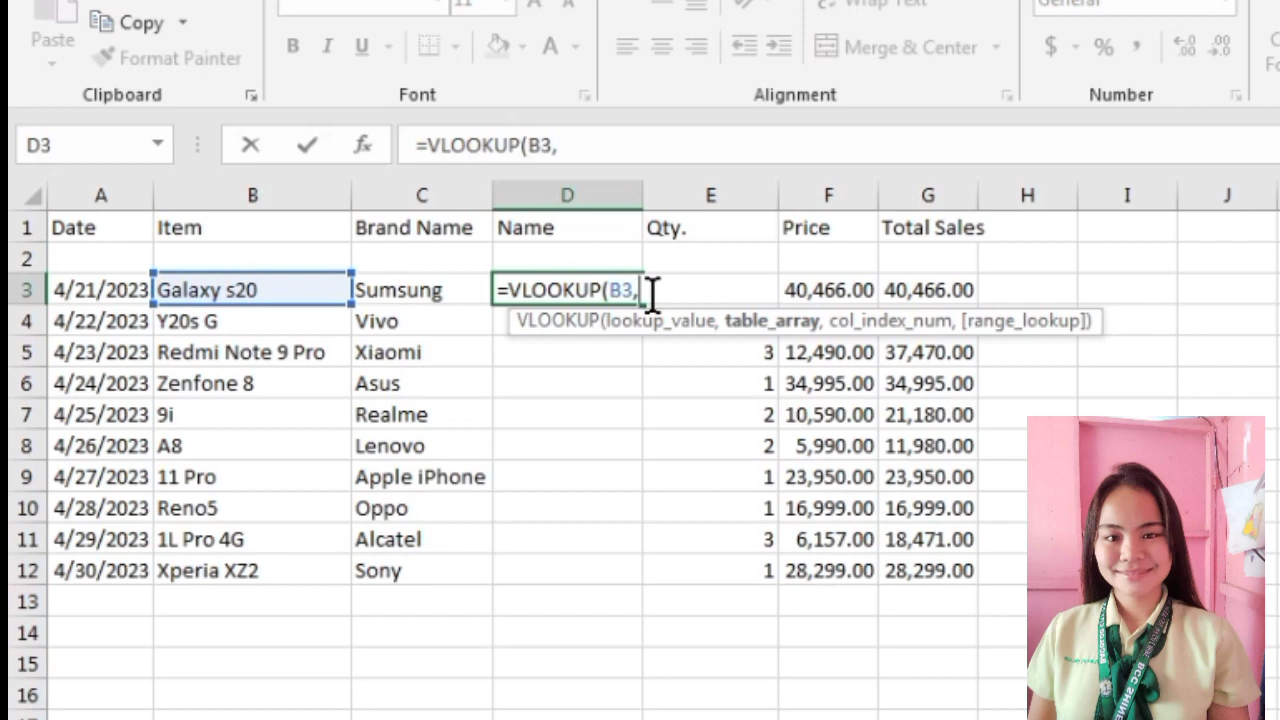 11
Wrap Text
General
Copy
Paste
Format Painter
B I U
A
Merge & Center
$ % ,
Clipboard Font Alignment Number
D3 fx =VLOOKUP(B3,
A B C D E F G H I J
1 Date Item Brand Name Name Qty. Price Total Sales
2
3 4/21/2023 Galaxy s20 Sumsung =VLOOKUP(B3, 40,466.00 40,466.00
4 4/22/2023 Y20s G Vivo VLOOKUP(lookup_value, table_array, col_index_num, [range_lookup])
5 4/23/2023 Redmi Note 9 Pro Xiaomi 3 12,490.00 37,470.00
6 4/24/2023 Zenfone 8 Asus 1 34,995.00 34,995.00
7 4/25/2023 9i Realme 2 10,590.00 21,180.00
8 4/26/2023 A8 Lenovo 2 5,990.00 11,980.00
9 4/27/2023 11 Pro Apple iPhone 1 23,950.00 23,950.00
10 4/28/2023 Reno5 Oppo 1 16,999.00 16,999.00
11 4/29/2023 1L Pro 4G Alcatel 3 6,157.00 18,471.00
12 4/30/2023 Xperia XZ2 Sony 1 28,299.00 28,299.00
13
14
15
16
BCC SHINE